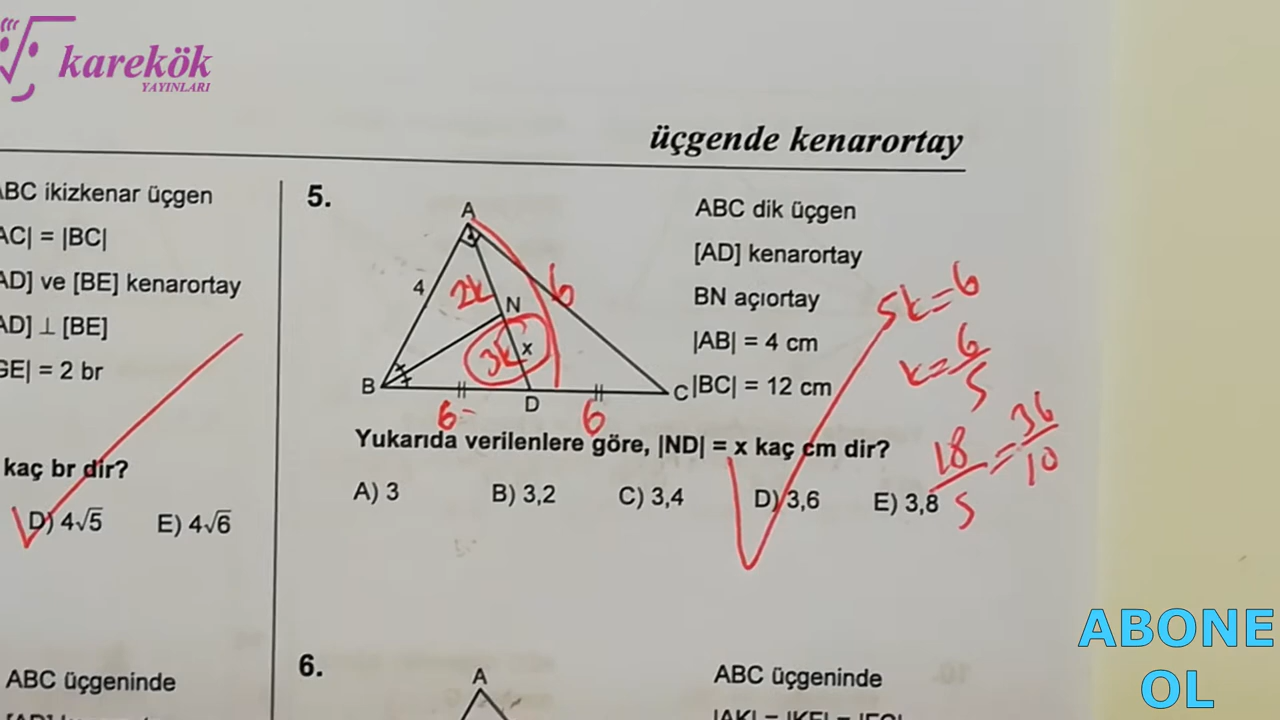 karekök
YAYINLARI
üçgende kenarortay
ABC ikizkenar üçgen
AC| = |BC|
AD] ve [BE] kenarortay
AD] ⊥ [BE]
GE| = 2 br
kaç br dir?
D) 4√5 E) 4√6
ABC üçgeninde
5.
A
4
2k
N
6
3k
x
B
D
C
6
6
ABC dik üçgen
[AD] kenarortay
BN açıortay
|AB| = 4 cm
|BC| = 12 cm
5k=6
k=6/5
18/5=36/10
Yukarıda verilenlere göre, |ND| = x kaç cm dir?
A) 3 B) 3,2 C) 3,4 D) 3,6 E) 3,8
6.
A
ABC üçgeninde
ABONE
OL